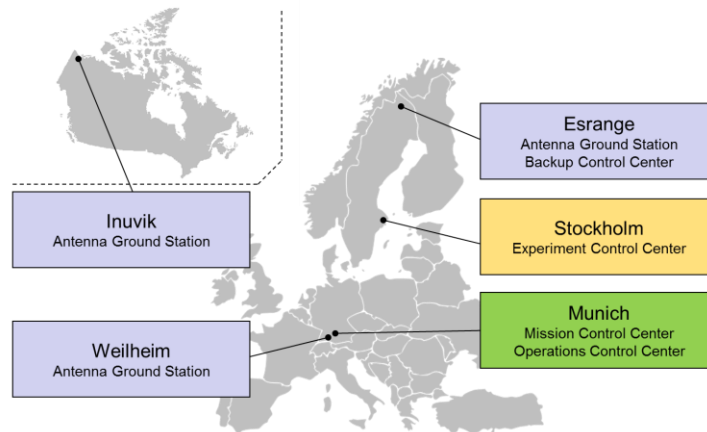 Esrange
Antenna Ground Station
Backup Control Center
Inuvik
Antenna Ground Station
Stockholm
Experiment Control Center
Munich
Mission Control Center
Operations Control Center
Weilheim
Antenna Ground Station